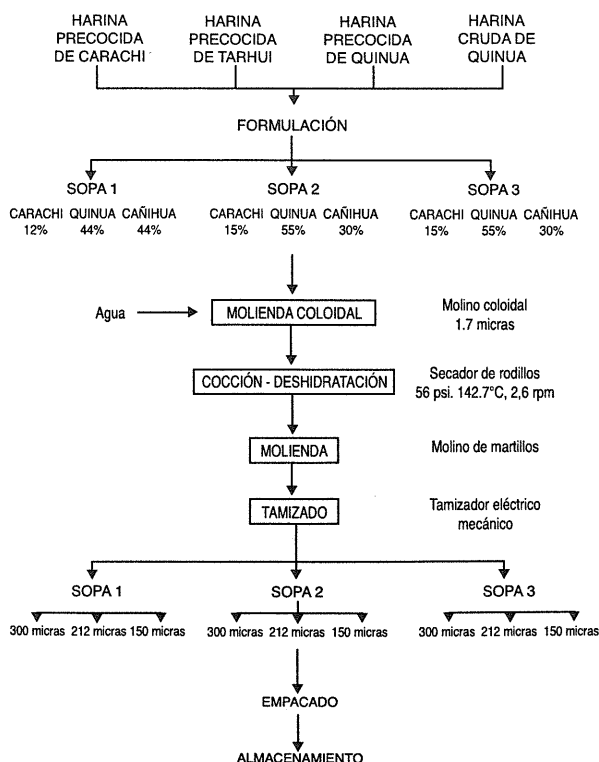 HARINA PRECOCIDA DE CARACHI
HARINA PRECOCIDA DE TARHUI
HARINA PRECOCIDA DE QUINUA
HARINA CRUDA DE QUINUA
FORMULACIÓN
SOPA 1
CARACHI QUINUA CAÑIHUA
12% 44% 44%
SOPA 2
CARACHI QUINUA CAÑIHUA
15% 55% 30%
SOPA 3
CARACHI QUINUA CAÑIHUA
15% 55% 30%
Agua
MOLIENDA COLOIDAL
Molino coloidal
1.7 micras
COCCIÓN - DESHIDRATACIÓN
Secador de rodillos
56 psi. 142.7°C, 2,6 rpm
MOLIENDA
Molino de martillos
TAMIZADO
Tamizador eléctrico
mecánico
SOPA 1
300 micras 212 micras 150 micras
SOPA 2
300 micras 212 micras 150 micras
SOPA 3
300 micras 212 micras 150 micras
EMPACADO
ALMACENAMIENTO